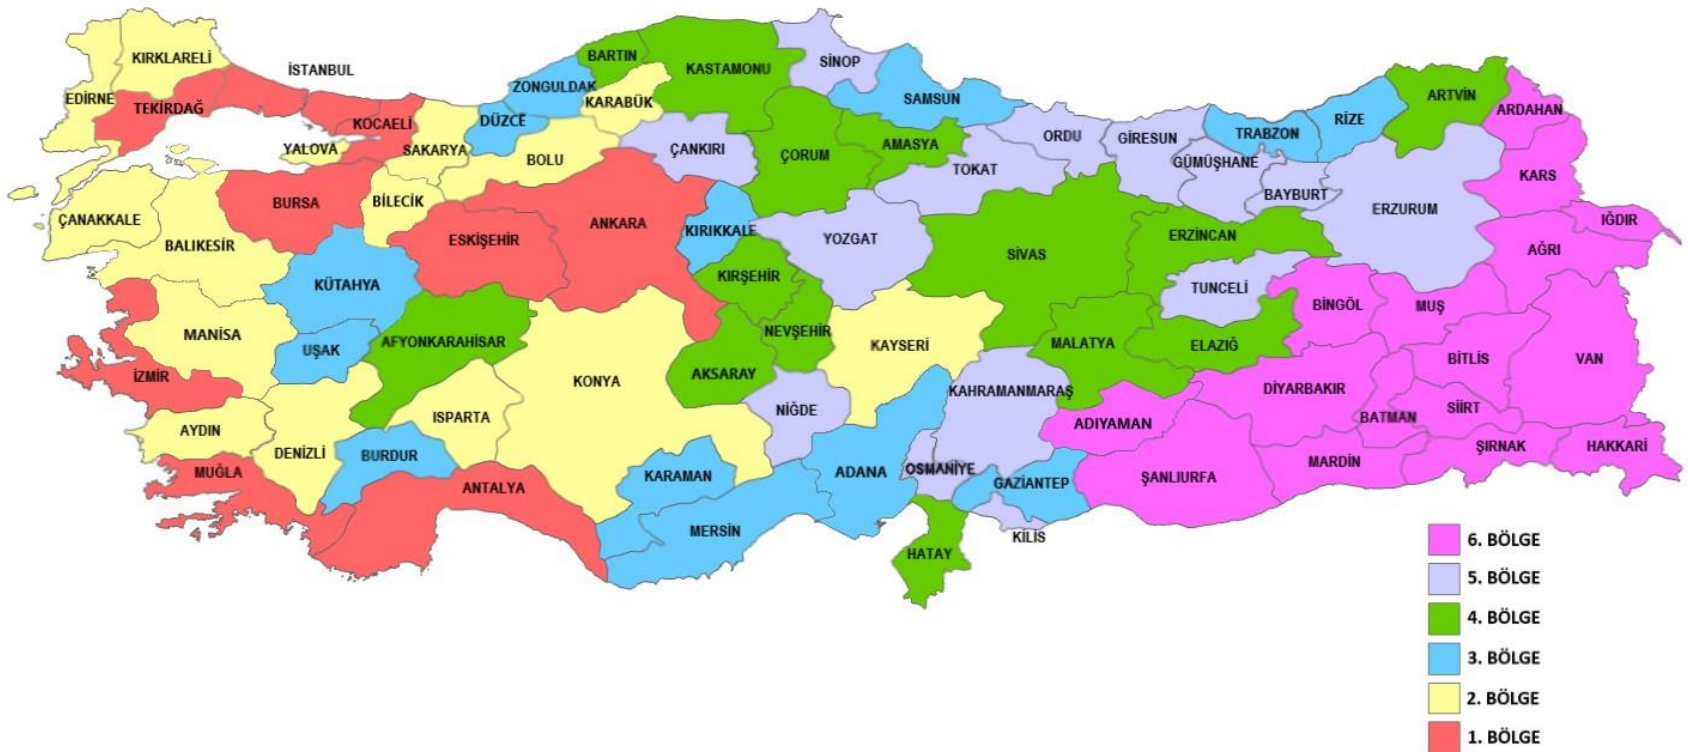 KIRKLARELİ
EDİRNE
TEKİRDAĞ
İSTANBUL
KOCAELİ
YALOVA
SAKARYA
DÜZCE
ZONGULDAK
BARTIN
KARABÜK
KASTAMONU
SİNOP
SAMSUN
BOLU
ÇANKIRI
ÇORUM
AMASYA
TOKAT
ORDU
GİRESUN
GÜMÜŞHANE
TRABZON
RİZE
ARTVİN
ARDAHAN
KARS
IĞDIR
BAYBURT
ERZURUM
AĞRI
ÇANAKKALE
BALIKESİR
BURSA
BİLECİK
ESKİŞEHİR
ANKARA
KIRIKKALE
YOZGAT
SİVAS
ERZİNCAN
TUNCELİ
BİNGÖL
MUŞ
KÜTAHYA
KIRŞEHİR
NEVŞEHİR
KAYSERİ
MALATYA
ELAZIĞ
BİTLİS
VAN
MANİSA
UŞAK
AFYONKARAHİSAR
KONYA
AKSARAY
NİĞDE
KAHRAMANMARAŞ
DİYARBAKIR
BATMAN
SİİRT
İZMİR
AYDIN
DENİZLİ
ISPARTA
BURDUR
ADIYAMAN
ŞANLIURFA
MARDİN
ŞIRNAK
HAKKARİ
MUĞLA
ANTALYA
KARAMAN
MERSİN
ADANA
OSMANİYE
GAZİANTEP
KİLİS
HATAY
6. BÖLGE
5. BÖLGE
4. BÖLGE
3. BÖLGE
2. BÖLGE
1. BÖLGE